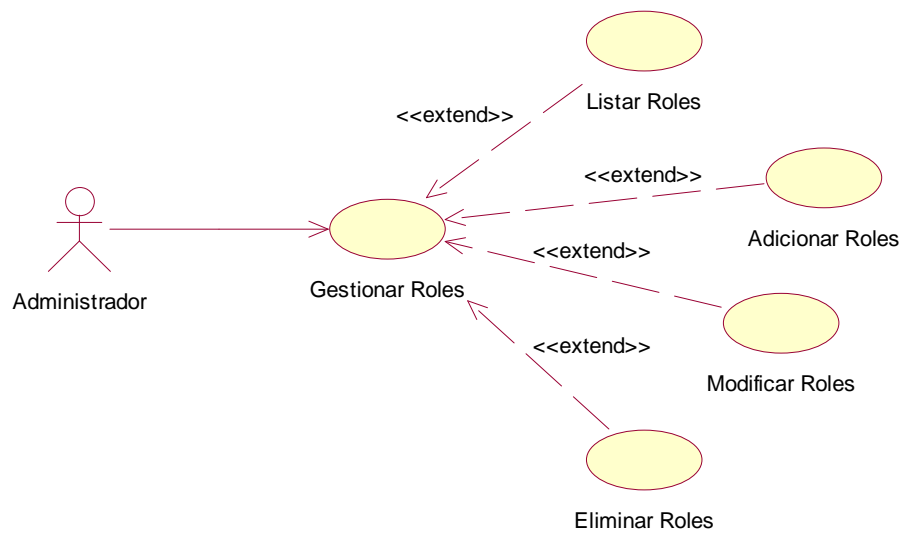 Listar Roles
<<extend>>
<<extend>>
Adicionar Roles
<<extend>>
Administrador
Gestionar Roles
<<extend>>
Modificar Roles
Eliminar Roles